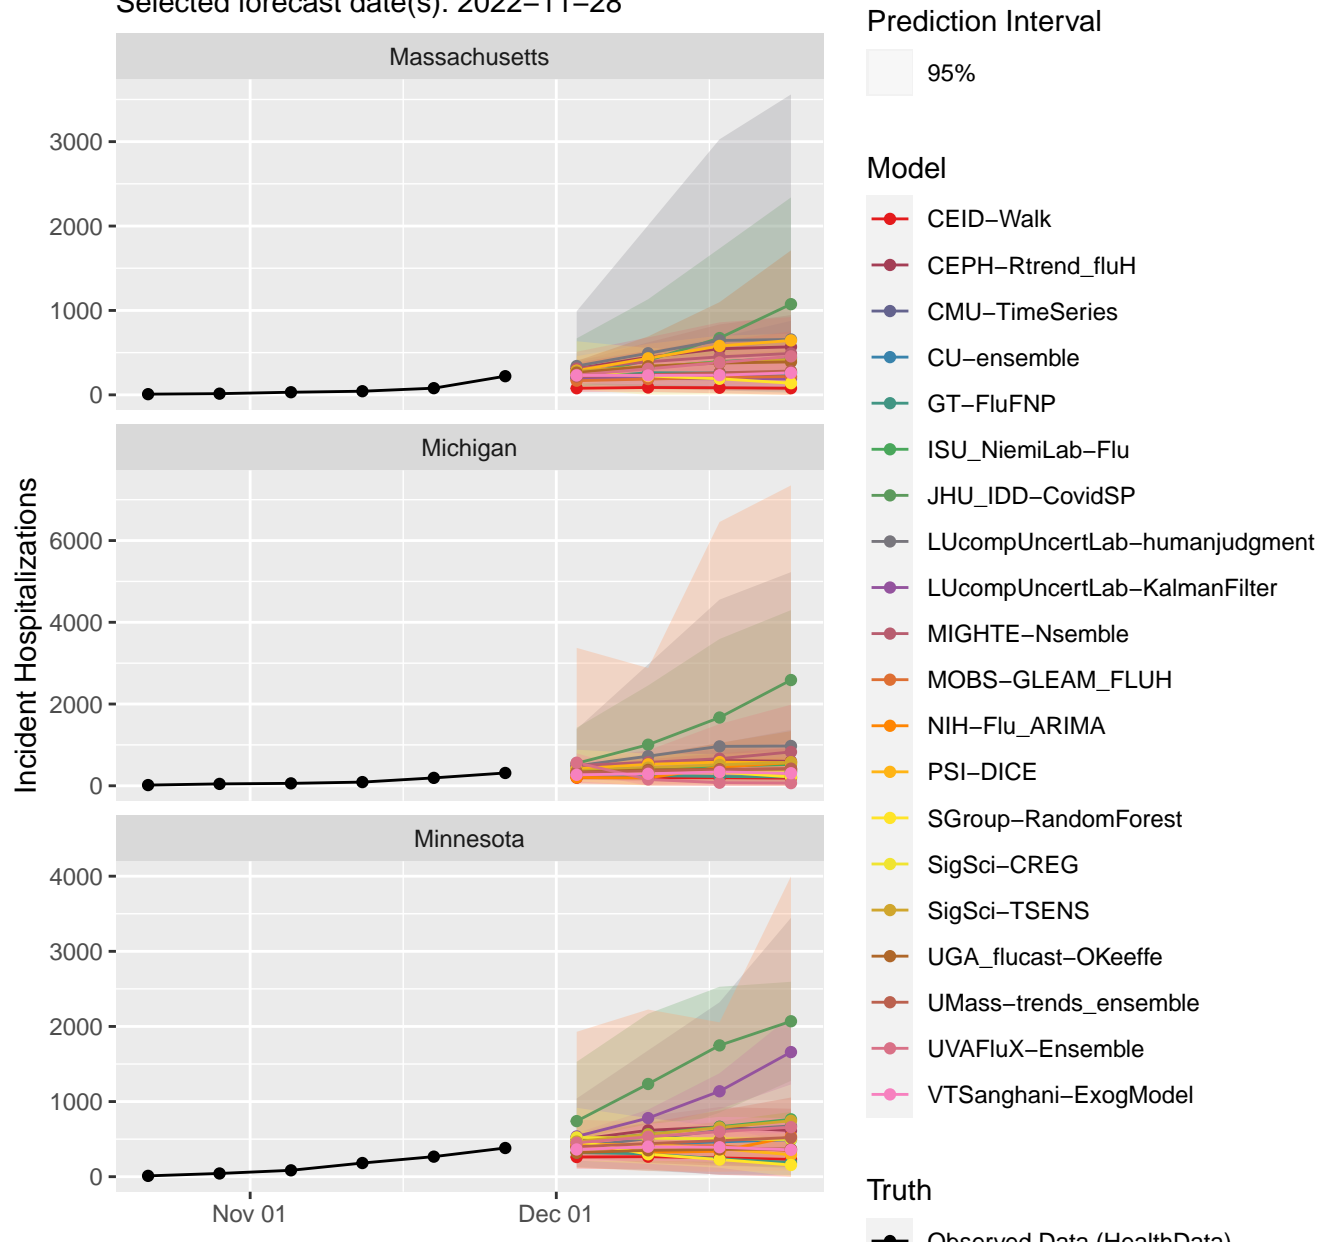 Selected forecast date(s): 2022−11−28
Massachusetts
3000
2000
1000
0
Michigan
6000
4000
2000
0
Minnesota
4000
3000
2000
1000
0
Nov 01
Dec 01
Incident Hospitalizations
Prediction Interval
95%
Model
CEID−Walk
CEPH−Rtrend_fluH
CMU−TimeSeries
CU−ensemble
GT−FluFNP
ISU_NiemiLab−Flu
JHU_IDD−CovidSP
LUcompUncertLab−humanjudgment
LUcompUncertLab−KalmanFilter
MIGHTE−Nsemble
MOBS−GLEAM_FLUH
NIH−Flu_ARIMA
PSI−DICE
SGroup−RandomForest
SigSci−CREG
SigSci−TSENS
UGA_flucast−OKeeffe
UMass−trends_ensemble
UVAFluX−Ensemble
VTSanghani−ExogModel
Truth
Observed Data (HealthData)